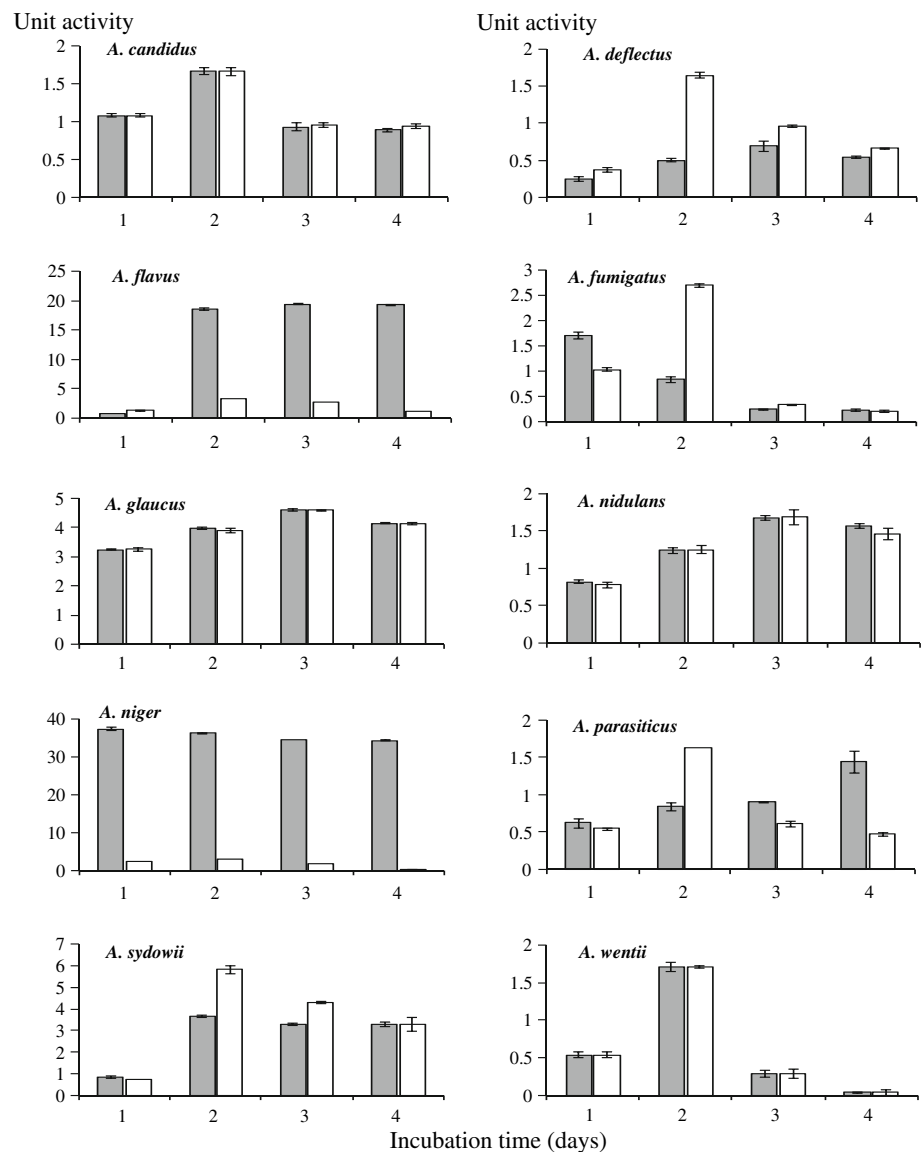 Unit activity
Unit activity
A. candidus
2
1.5
1
0.5
0
1 2 3 4
A. deflectus
2
1.5
1
0.5
0
1 2 3 4
A. flavus
25
20
15
10
5
0
1 2 3 4
A. fumigatus
3
2.5
2
1.5
1
0.5
0
1 2 3 4
A. glaucus
5
4
3
2
1
0
1 2 3 4
A. nidulans
2
1.5
1
0.5
0
1 2 3 4
A. niger
40
30
20
10
0
1 2 3 4
A. parasiticus
2
1.5
1
0.5
0
1 2 3 4
A. sydowii
7
6
5
4
3
2
1
0
1 2 3 4
A. wentii
2
1.5
1
0.5
0
1 2 3 4
Incubation time (days)